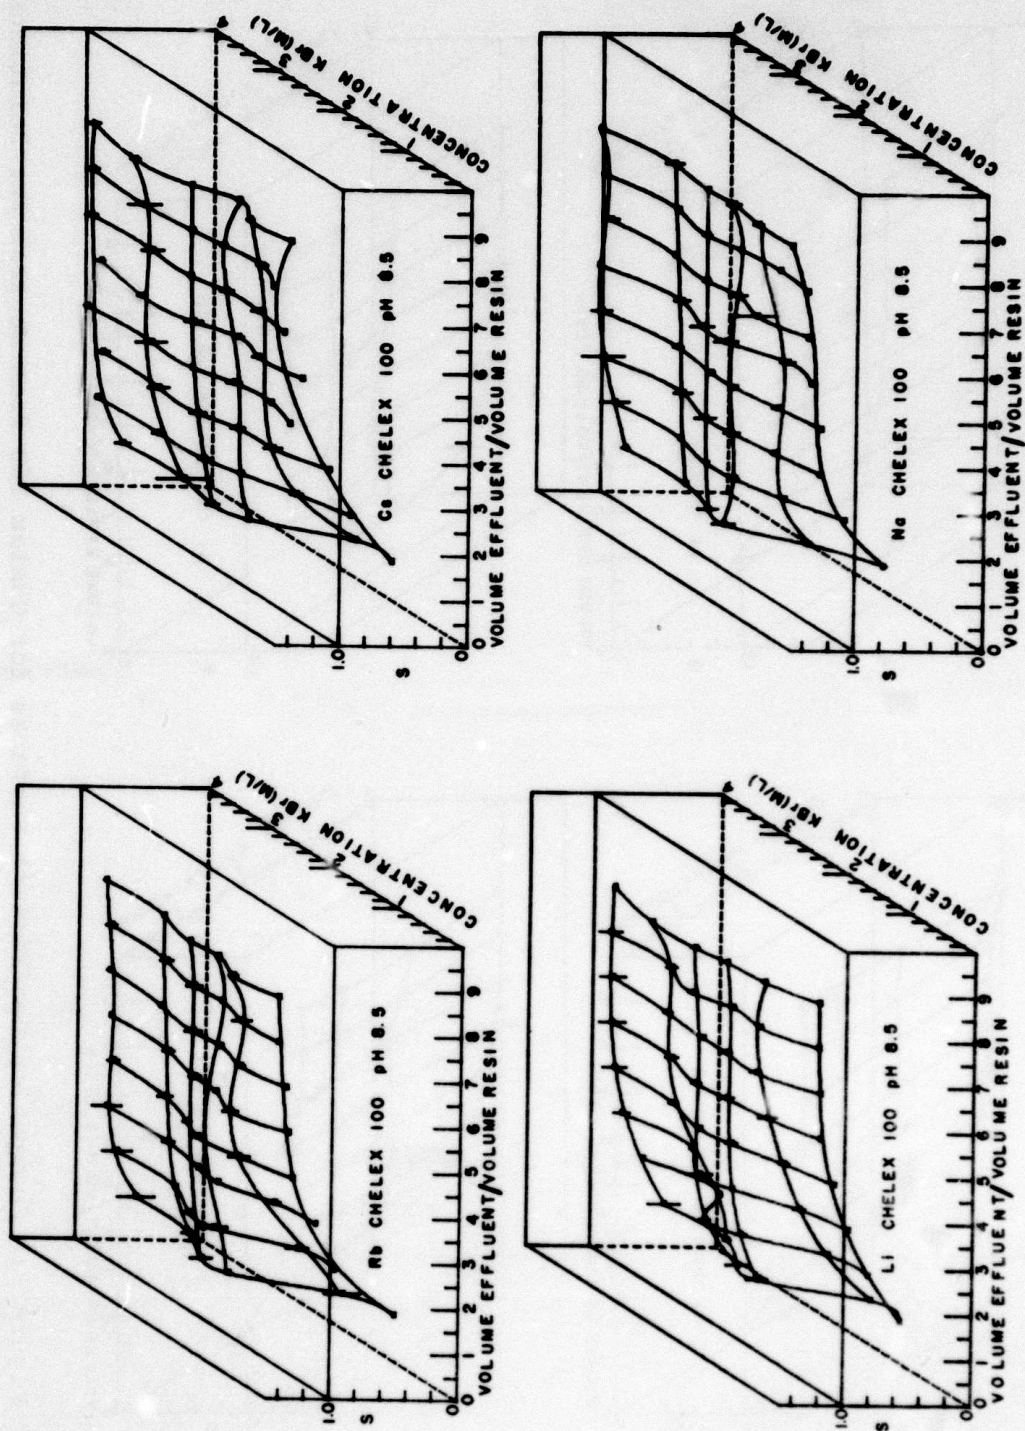 4
3
2
1
CONCENTRATION KBr (M/L)
Cs CHELEX 100 pH 8.5
1.0
S
0
0 1 2 3 4 5 6 7 8 9
VOLUME EFFLUENT/VOLUME RESIN
4
3
2
1
CONCENTRATION KBr (M/L)
Na CHELEX 100 pH 8.5
1.0
S
0
0 1 2 3 4 5 6 7 8 9
VOLUME EFFLUENT/VOLUME RESIN
4
3
2
1
CONCENTRATION KBr (M/L)
Rb CHELEX 100 pH 8.5
1.0
S
0
0 1 2 3 4 5 6 7 8 9
VOLUME EFFLUENT/VOLUME RESIN
4
3
2
1
CONCENTRATION KBr (M/L)
Li CHELEX 100 pH 8.5
1.0
S
0
0 1 2 3 4 5 6 7 8 9
VOLUME EFFLUENT/VOLUME RESIN